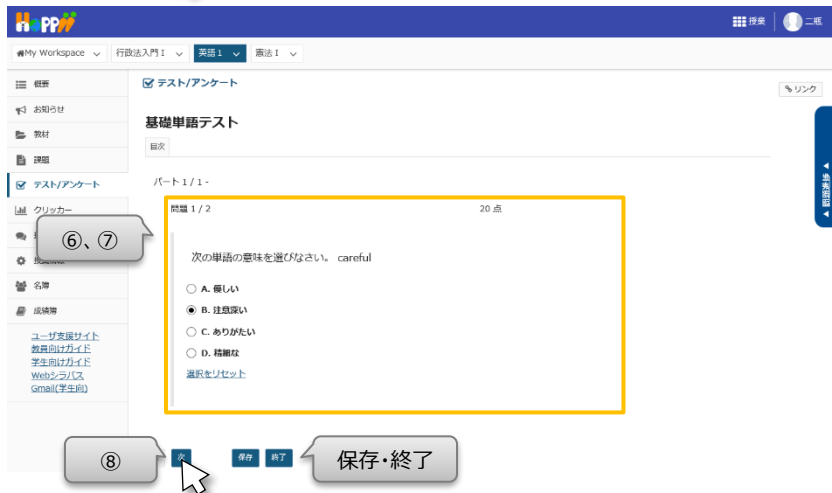 HOPPII
授業
二瓶
My Workspace
行政法入門 I
英語 1
憲法 I
概要
お知らせ
教材
課題
テスト/アンケート
クリッカー
名簿
成績簿
ユーザ支援サイト
教員向けガイド
学生向けガイド
Webシラバス
Gmail(学生向)
テスト/アンケート
リンク
基礎単語テスト
目次
パート 1 / 1 -
問題 1 / 2
20 点
次の単語の意味を選びなさい。 careful
A. 優しい
B. 注意深い
C. ありがたい
D. 精細な
選択をリセット
⑥、⑦
⑧
次
保存
終了
保存・終了